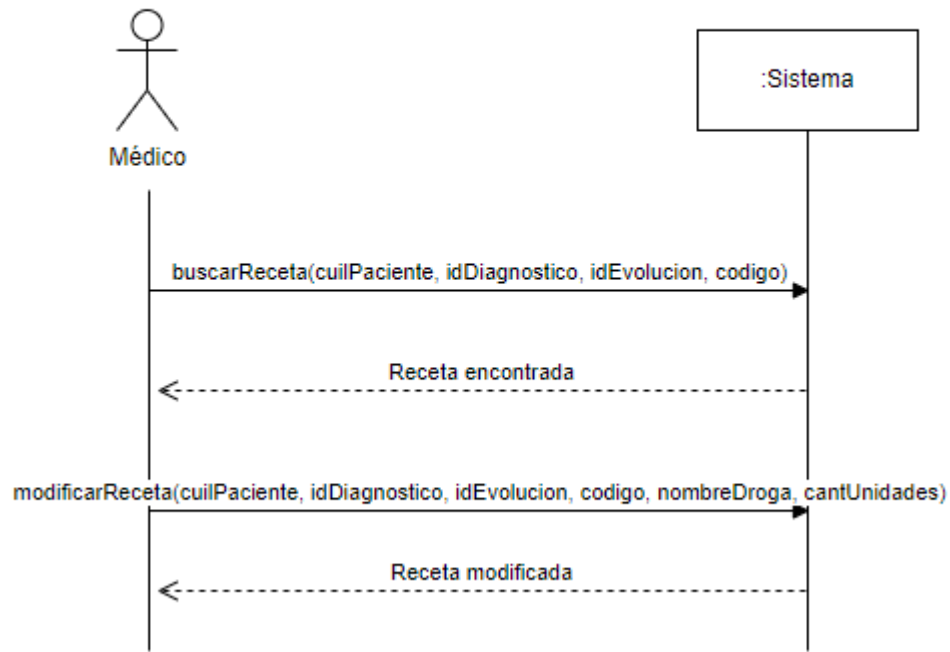 :Sistema
Médico
buscarReceta(cuilPaciente, idDiagnostico, idEvolucion, codigo)
Receta encontrada
modificarReceta(cuilPaciente, idDiagnostico, idEvolucion, codigo, nombreDroga, cantUnidades)
Receta modificada